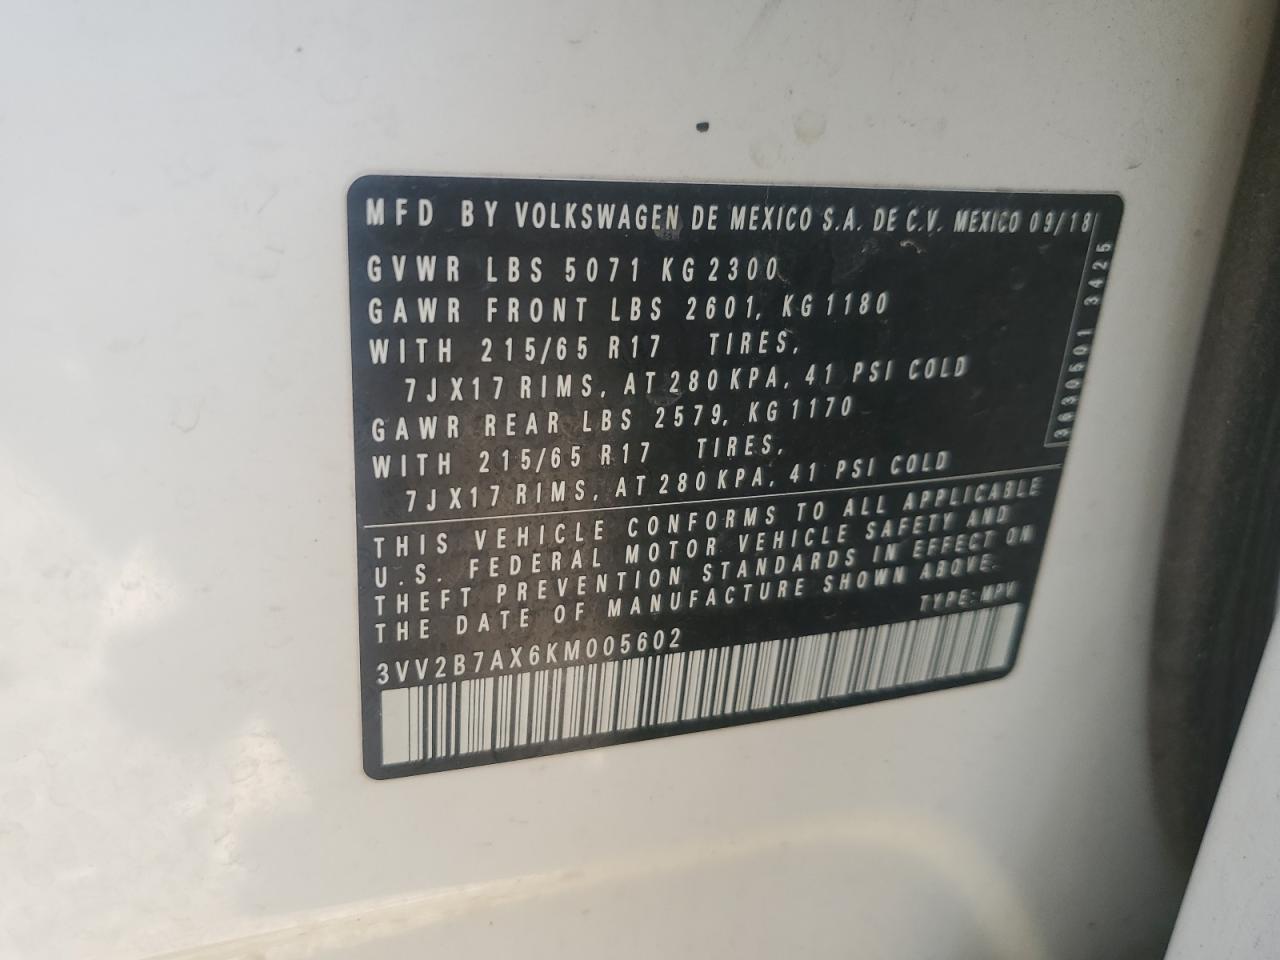 MFD BY VOLKSWAGEN DE MEXICO S.A. DE C.V. MEXICO 09/18
GVWR LBS 5071 KG 2300
GAWR FRONT LBS 2601, KG 1180
WITH 215/65 R17 TIRES,
7JX17 RIMS, AT 280 KPA, 41 PSI COLD
GAWR REAR LBS 2579, KG 1170
WITH 215/65 R17 TIRES,
7JX17 RIMS, AT 280 KPA, 41 PSI COLD
THIS VEHICLE CONFORMS TO ALL APPLICABLE
U.S. FEDERAL MOTOR VEHICLE SAFETY AND
THEFT PREVENTION STANDARDS IN EFFECT ON
THE DATE OF MANUFACTURE SHOWN ABOVE.
TYPE: MPV
3VV2B7AX6KM005602
3425